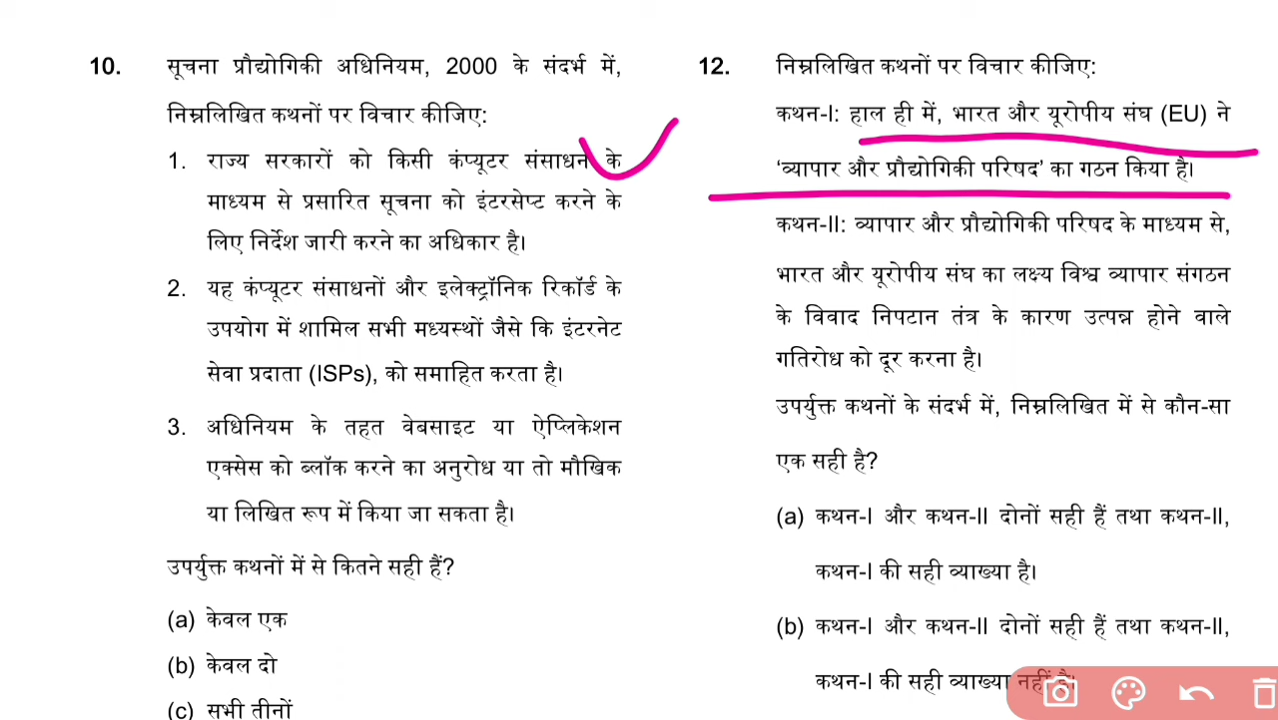 10. सूचना प्रौद्योगिकी अधिनियम, 2000 के संदर्भ में,
निम्नलिखित कथनों पर विचार कीजिए:
1. राज्य सरकारों को किसी कंप्यूटर संसाधन के
माध्यम से प्रसारित सूचना को इंटरसेप्ट करने के
लिए निर्देश जारी करने का अधिकार है।
2. यह कंप्यूटर संसाधनों और इलेक्ट्रॉनिक रिकॉर्ड के
उपयोग में शामिल सभी मध्यस्थों जैसे कि इंटरनेट
सेवा प्रदाता (ISPs), को समाहित करता है।
3. अधिनियम के तहत वेबसाइट या ऐप्लिकेशन
एक्सेस को ब्लॉक करने का अनुरोध या तो मौखिक
या लिखित रूप में किया जा सकता है।
उपर्युक्त कथनों में से कितने सही हैं?
(a) केवल एक
(b) केवल दो
(c) सभी तीनों
12. निम्नलिखित कथनों पर विचार कीजिए:
कथन-I: हाल ही में, भारत और यूरोपीय संघ (EU) ने
‘व्यापार और प्रौद्योगिकी परिषद’ का गठन किया है।
कथन-II: व्यापार और प्रौद्योगिकी परिषद के माध्यम से,
भारत और यूरोपीय संघ का लक्ष्य विश्व व्यापार संगठन
के विवाद निपटान तंत्र के कारण उत्पन्न होने वाले
गतिरोध को दूर करना है।
उपर्युक्त कथनों के संदर्भ में, निम्नलिखित में से कौन-सा
एक सही है?
(a) कथन-I और कथन-II दोनों सही हैं तथा कथन-II,
कथन-I की सही व्याख्या है।
(b) कथन-I और कथन-II दोनों सही हैं तथा कथन-II,
कथन-I की सही व्याख्या नहीं है।